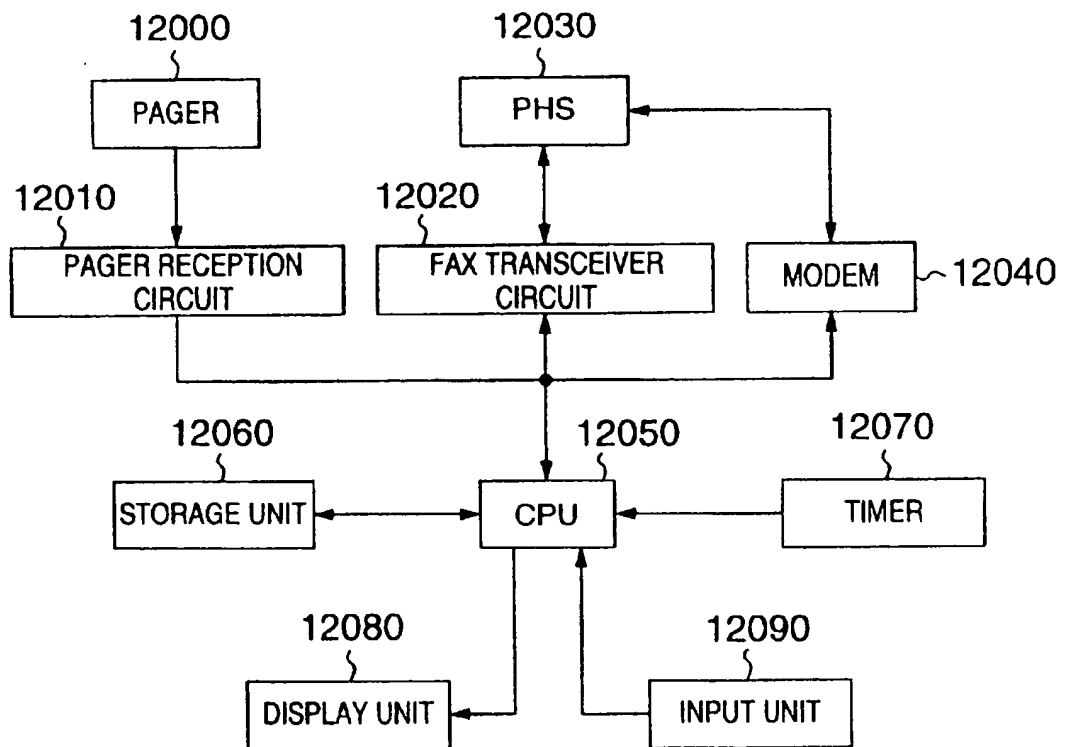 12000
PAGER
12030
PHS
12010
PAGER RECEPTION
CIRCUIT
12020
FAX TRANSCEIVER
CIRCUIT
MODEM
12040
12060
STORAGE UNIT
12050
CPU
12070
TIMER
12080
DISPLAY UNIT
12090
INPUT UNIT